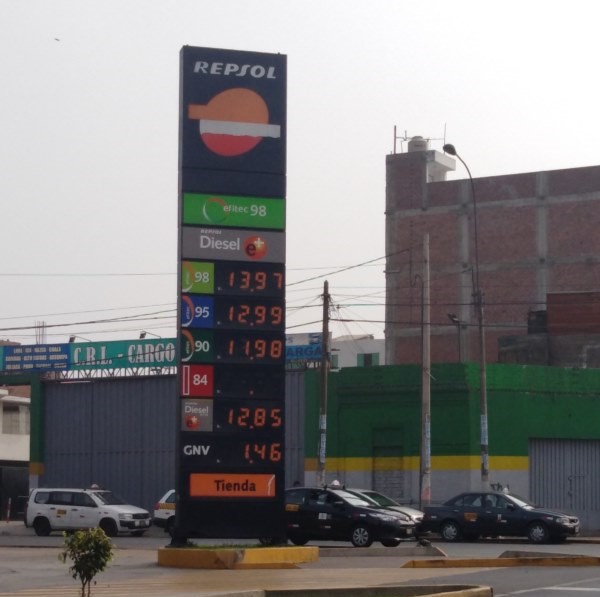 REPSOL
efitec 98
REPSOL
Diesel e+
98 13.97
95 12.99
90 11.98
84
Diesel 12.85
GNV 1.46
Tienda
C.R.L. CARGO